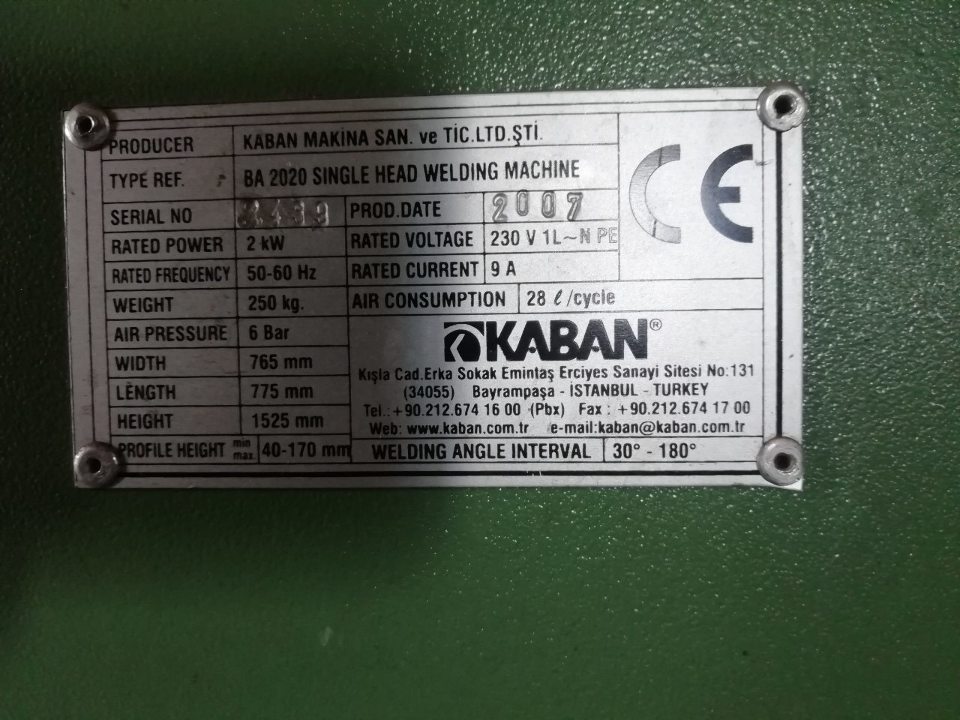 PRODUCER KABAN MAKİNA SAN. ve TİC.LTD.ŞTİ.
TYPE REF. BA 2020 SINGLE HEAD WELDING MACHINE
SERIAL NO PROD.DATE 2007
RATED POWER 2 kW RATED VOLTAGE 230 V 1L~N PE
RATED FREQUENCY 50-60 Hz RATED CURRENT 9 A
WEIGHT 250 kg. AIR CONSUMPTION 28 ℓ/cycle
AIR PRESSURE 6 Bar
WIDTH 765 mm
LENGTH 775 mm
HEIGHT 1525 mm
PROFILE HEIGHT min max 40-170 mm WELDING ANGLE INTERVAL 30° - 180°
CE
KABAN®
Kışla Cad.Erka Sokak Emintaş Erciyes Sanayi Sitesi No:131
(34055) Bayrampaşa - İSTANBUL - TURKEY
Tel.:+90.212.674 16 00 (Pbx) Fax : +90.212.674 17 00
Web: www.kaban.com.tr e-mail:kaban@kaban.com.tr